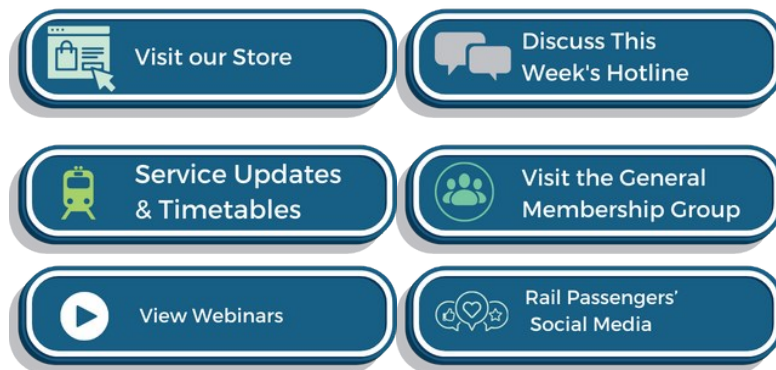 Visit our Store
Discuss This
Week's Hotline
Service Updates
& Timetables
Visit the General
Membership Group
View Webinars
Rail Passengers’
Social Media